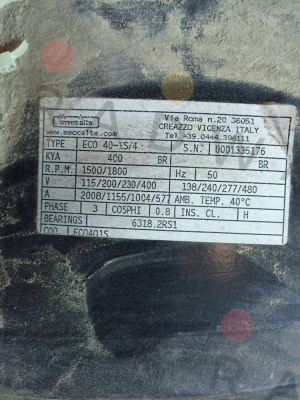 meccalte
Via Roma n.20 36051
CREAZZO VICENZA ITALY
www.meccalte.com
Tel +39.0444.396111
TYPE ECO 40-1S/4 S.N.: 0001335176
KVA 400 BR BR
R.P.M. 1500/1800 Hz 50
V 115/200/230/400 138/240/277/480
A 2008/1155/1004/577 AMB. TEMP. 40°C
PHASE 3 COSPHI 0.8 INS. CL. H
BEARINGS 6318.2RS1
COD. ECO401S